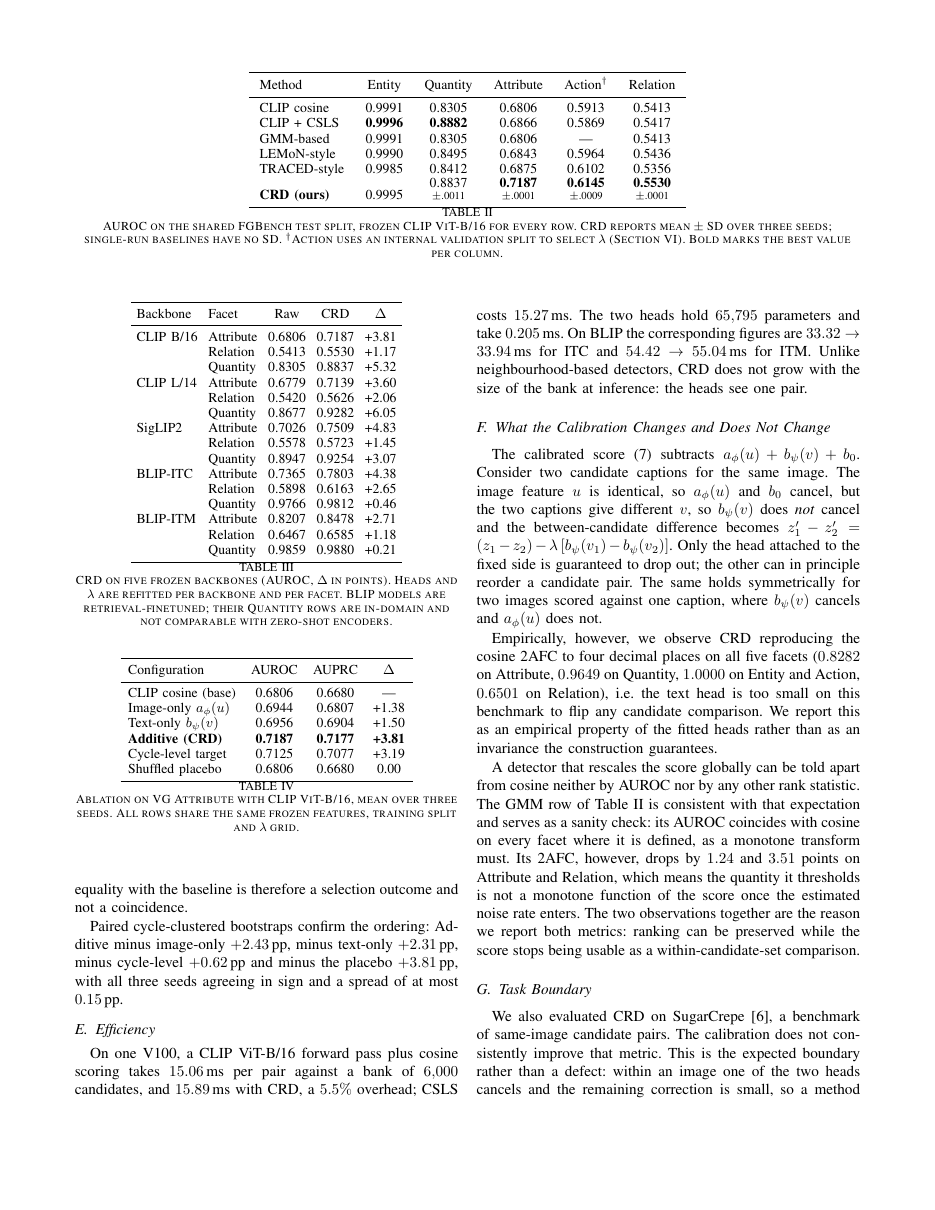 Method Entity Quantity Attribute Action† Relation
CLIP cosine 0.9991 0.8305 0.6806 0.5913 0.5413
CLIP + CSLS 0.9996 0.8882 0.6866 0.5869 0.5417
GMM-based 0.9991 0.8305 0.6806 — 0.5413
LEMoN-style 0.9990 0.8495 0.6843 0.5964 0.5436
TRACED-style 0.9985 0.8412 0.6875 0.6102 0.5356
0.8837 0.7187 0.6145 0.5530
CRD (ours) 0.9995 ±.0011 ±.0001 ±.0009 ±.0001
TABLE II
AUROC ON THE SHARED FGBENCH TEST SPLIT, FROZEN CLIP VIT-B/16 FOR EVERY ROW. CRD REPORTS MEAN ± SD OVER THREE SEEDS;
SINGLE-RUN BASELINES HAVE NO SD. †ACTION USES AN INTERNAL VALIDATION SPLIT TO SELECT λ (SECTION VI). BOLD MARKS THE BEST VALUE
PER COLUMN.
Backbone Facet Raw CRD Δ
CLIP B/16 Attribute 0.6806 0.7187 +3.81
Relation 0.5413 0.5530 +1.17
Quantity 0.8305 0.8837 +5.32
CLIP L/14 Attribute 0.6779 0.7139 +3.60
Relation 0.5420 0.5626 +2.06
Quantity 0.8677 0.9282 +6.05
SigLIP2 Attribute 0.7026 0.7509 +4.83
Relation 0.5578 0.5723 +1.45
Quantity 0.8947 0.9254 +3.07
BLIP-ITC Attribute 0.7365 0.7803 +4.38
Relation 0.5898 0.6163 +2.65
Quantity 0.9766 0.9812 +0.46
BLIP-ITM Attribute 0.8207 0.8478 +2.71
Relation 0.6467 0.6585 +1.18
Quantity 0.9859 0.9880 +0.21
TABLE III
CRD ON FIVE FROZEN BACKBONES (AUROC, Δ IN POINTS). HEADS AND
λ ARE REFITTED PER BACKBONE AND PER FACET. BLIP MODELS ARE
RETRIEVAL-FINETUNED; THEIR QUANTITY ROWS ARE IN-DOMAIN AND
NOT COMPARABLE WITH ZERO-SHOT ENCODERS.
Configuration AUROC AUPRC Δ
CLIP cosine (base) 0.6806 0.6680 —
Image-only aϕ(u) 0.6944 0.6807 +1.38
Text-only bψ(v) 0.6956 0.6904 +1.50
Additive (CRD) 0.7187 0.7177 +3.81
Cycle-level target 0.7125 0.7077 +3.19
Shuffled placebo 0.6806 0.6680 0.00
TABLE IV
ABLATION ON VG ATTRIBUTE WITH CLIP VIT-B/16, MEAN OVER THREE
SEEDS. ALL ROWS SHARE THE SAME FROZEN FEATURES, TRAINING SPLIT
AND λ GRID.
equality with the baseline is therefore a selection outcome and
not a coincidence.
Paired cycle-clustered bootstraps confirm the ordering: Ad-
ditive minus image-only +2.43 pp, minus text-only +2.31 pp,
minus cycle-level +0.62 pp and minus the placebo +3.81 pp,
with all three seeds agreeing in sign and a spread of at most
0.15 pp.
E. Efficiency
On one V100, a CLIP ViT-B/16 forward pass plus cosine
scoring takes 15.06 ms per pair against a bank of 6,000
candidates, and 15.89 ms with CRD, a 5.5% overhead; CSLS
costs 15.27 ms. The two heads hold 65,795 parameters and
take 0.205 ms. On BLIP the corresponding figures are 33.32 →
33.94 ms for ITC and 54.42 → 55.04 ms for ITM. Unlike
neighbourhood-based detectors, CRD does not grow with the
size of the bank at inference: the heads see one pair.
F. What the Calibration Changes and Does Not Change
The calibrated score (7) subtracts aϕ(u) + bψ(v) + b0.
Consider two candidate captions for the same image. The
image feature u is identical, so aϕ(u) and b0 cancel, but
the two captions give different v, so bψ(v) does not cancel
and the between-candidate difference becomes z′1 − z′2 =
(z1 − z2) − λ [bψ(v1) − bψ(v2)]. Only the head attached to the
fixed side is guaranteed to drop out; the other can in principle
reorder a candidate pair. The same holds symmetrically for
two images scored against one caption, where bψ(v) cancels
and aϕ(u) does not.
Empirically, however, we observe CRD reproducing the
cosine 2AFC to four decimal places on all five facets (0.8282
on Attribute, 0.9649 on Quantity, 1.0000 on Entity and Action,
0.6501 on Relation), i.e. the text head is too small on this
benchmark to flip any candidate comparison. We report this
as an empirical property of the fitted heads rather than as an
invariance the construction guarantees.
A detector that rescales the score globally can be told apart
from cosine neither by AUROC nor by any other rank statistic.
The GMM row of Table II is consistent with that expectation
and serves as a sanity check: its AUROC coincides with cosine
on every facet where it is defined, as a monotone transform
must. Its 2AFC, however, drops by 1.24 and 3.51 points on
Attribute and Relation, which means the quantity it thresholds
is not a monotone function of the score once the estimated
noise rate enters. The two observations together are the reason
we report both metrics: ranking can be preserved while the
score stops being usable as a within-candidate-set comparison.
G. Task Boundary
We also evaluated CRD on SugarCrepe [6], a benchmark
of same-image candidate pairs. The calibration does not con-
sistently improve that metric. This is the expected boundary
rather than a defect: within an image one of the two heads
cancels and the remaining correction is small, so a method